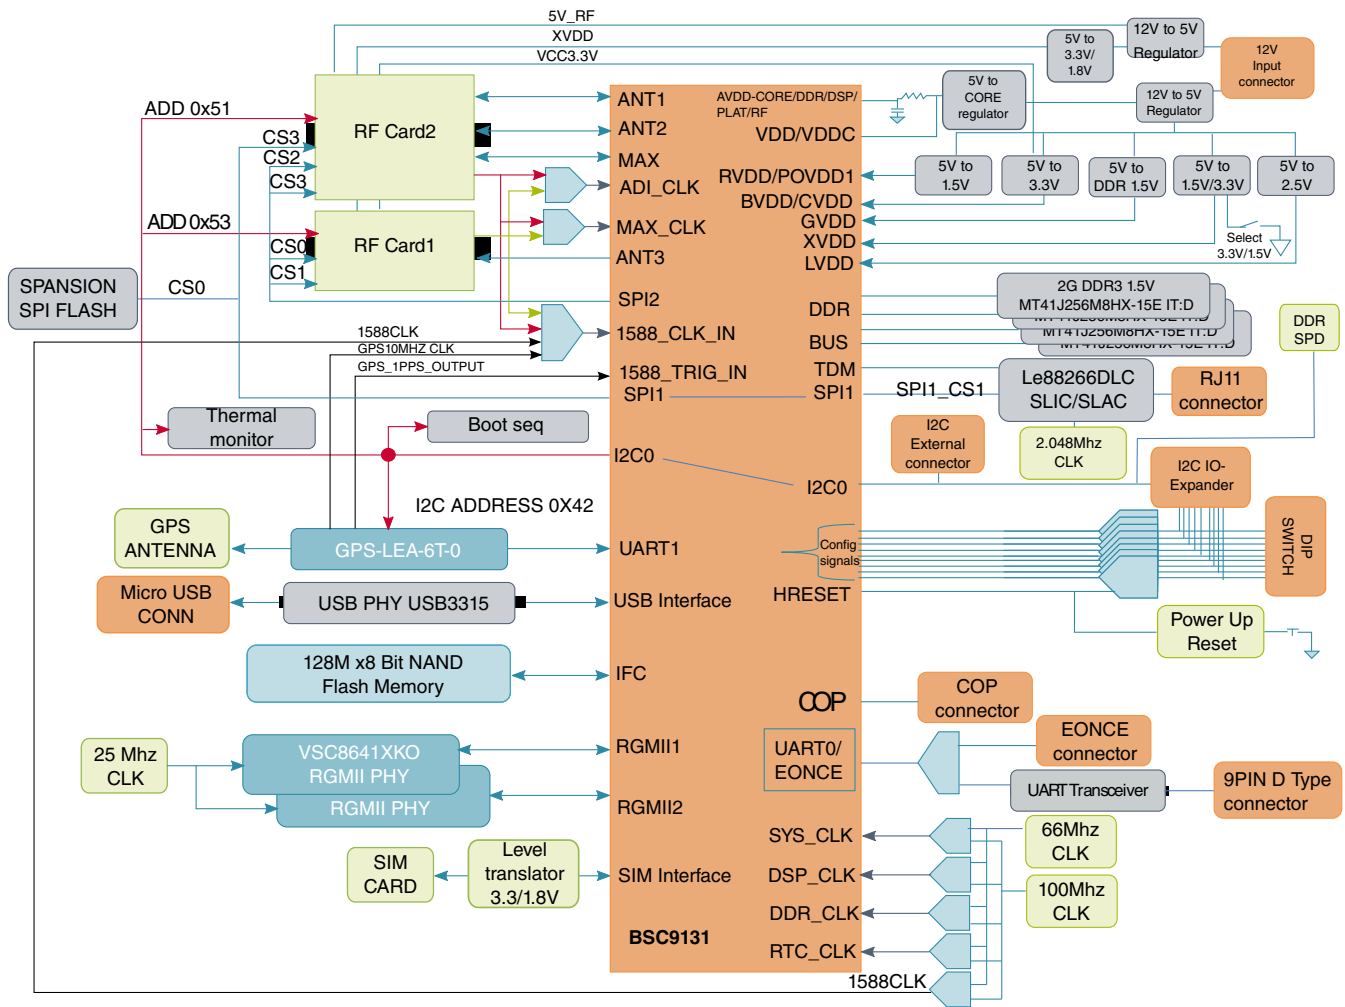 5V_RF
XVDD
VCC3.3V
5V to
3.3V/
1.8V
12V to 5V
Regulator
12V
Input
connector
ADD 0x51
CS3
CS2
CS3
RF Card2
ADD 0x53
CS0
CS1
RF Card1
SPANSION
SPI FLASH
CS0
1588CLK
GPS10MHZ CLK
GPS_1PPS_OUTPUT
Thermal
monitor
Boot seq
I2C ADDRESS 0X42
GPS
ANTENNA
GPS-LEA-6T-0
Micro USB
CONN
USB PHY USB3315
128M x8 Bit NAND
Flash Memory
25 Mhz
CLK
VSC8641XKO
RGMII PHY
RGMII PHY
SIM
CARD
Level
translator
3.3/1.8V
ANT1
ANT2
MAX
ADI_CLK
MAX_CLK
ANT3
SPI2
1588_CLK_IN
1588_TRIG_IN
SPI1
I2C0
UART1
USB Interface
IFC
RGMII1
RGMII2
SIM Interface
BSC9131
AVDD-CORE/DDR/DSP/
PLAT/RF
VDD/VDDC
RVDD/POVDD1
BVDD/CVDD
GVDD
XVDD
LVDD
DDR
BUS
TDM
SPI1
I2C0
Config
signals
HRESET
COP
UART0/
EONCE
SYS_CLK
DSP_CLK
DDR_CLK
RTC_CLK
1588CLK
5V to
CORE
regulator
12V to 5V
Regulator
5V to
1.5V
5V to
3.3V
5V to
DDR 1.5V
5V to
1.5V/3.3V
5V to
2.5V
Select
3.3V/1.5V
2G DDR3 1.5V
MT41J256M8HX-15E IT:D
MT41J256M8HX-15E IT:D
MT41J256M8HX-15E IT:D
MT41J256M8HX-15E IT:D
DDR
SPD
SPI1_CS1
Le88266DLC
SLIC/SLAC
RJ11
connector
2.048Mhz
CLK
I2C
External
connector
I2C IO-
Expander
DIP
SWITCH
Power Up
Reset
COP
connector
EONCE
connector
UART Transceiver
9PIN D Type
connector
66Mhz
CLK
100Mhz
CLK